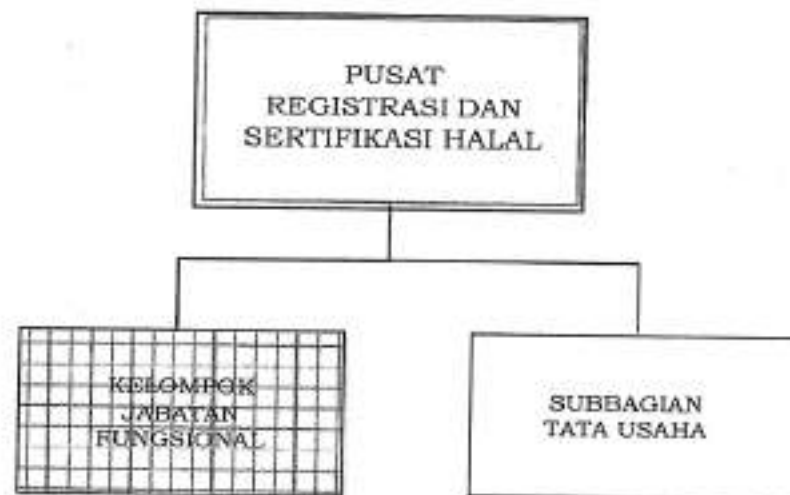 PUSAT
REGISTRASI DAN
SERTIFIKASI HALAL
KELOMPOK
JABATAN
FUNGSIONAL
SUBBAGIAN
TATA USAHA